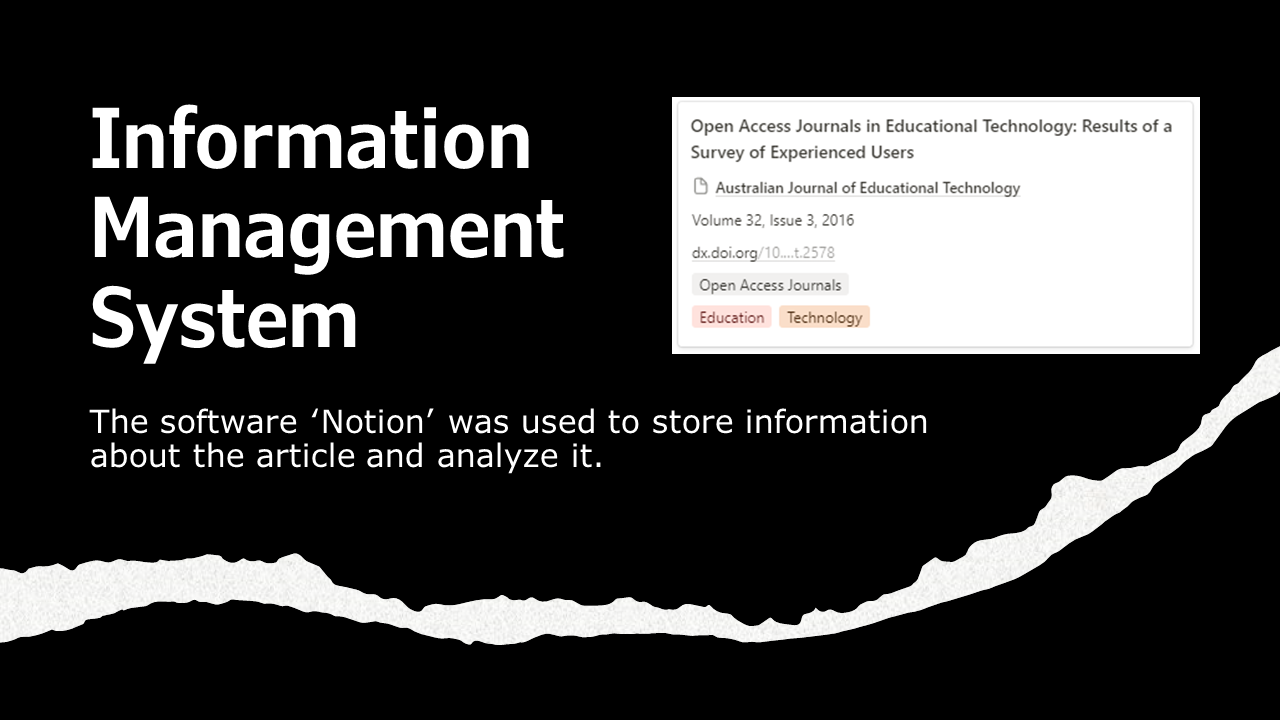 Information
Management
System
Open Access Journals in Educational Technology: Results of a
Survey of Experienced Users
Australian Journal of Educational Technology
Volume 32, Issue 3, 2016
dx.doi.org/10....t.2578
Open Access Journals
Education Technology
The software ‘Notion’ was used to store information
about the article and analyze it.